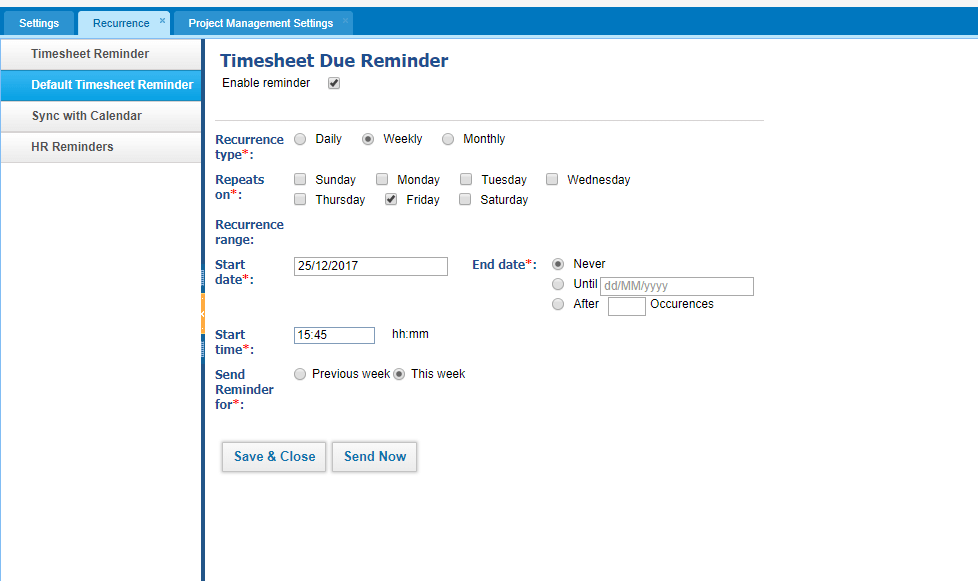 Settings
Recurrence ×
Project Management Settings ×
Timesheet Reminder
Default Timesheet Reminder
Sync with Calendar
HR Reminders
Timesheet Due Reminder
Enable reminder
Recurrence type*:
Daily Weekly Monthly
Repeats on*:
Sunday Monday Tuesday Wednesday
Thursday Friday Saturday
Recurrence range:
Start date*:
25/12/2017
End date*:
Never
Until dd/MM/yyyy
After Occurences
Start time*:
15:45 hh:mm
Send Reminder for*:
Previous week This week
Save & Close Send Now